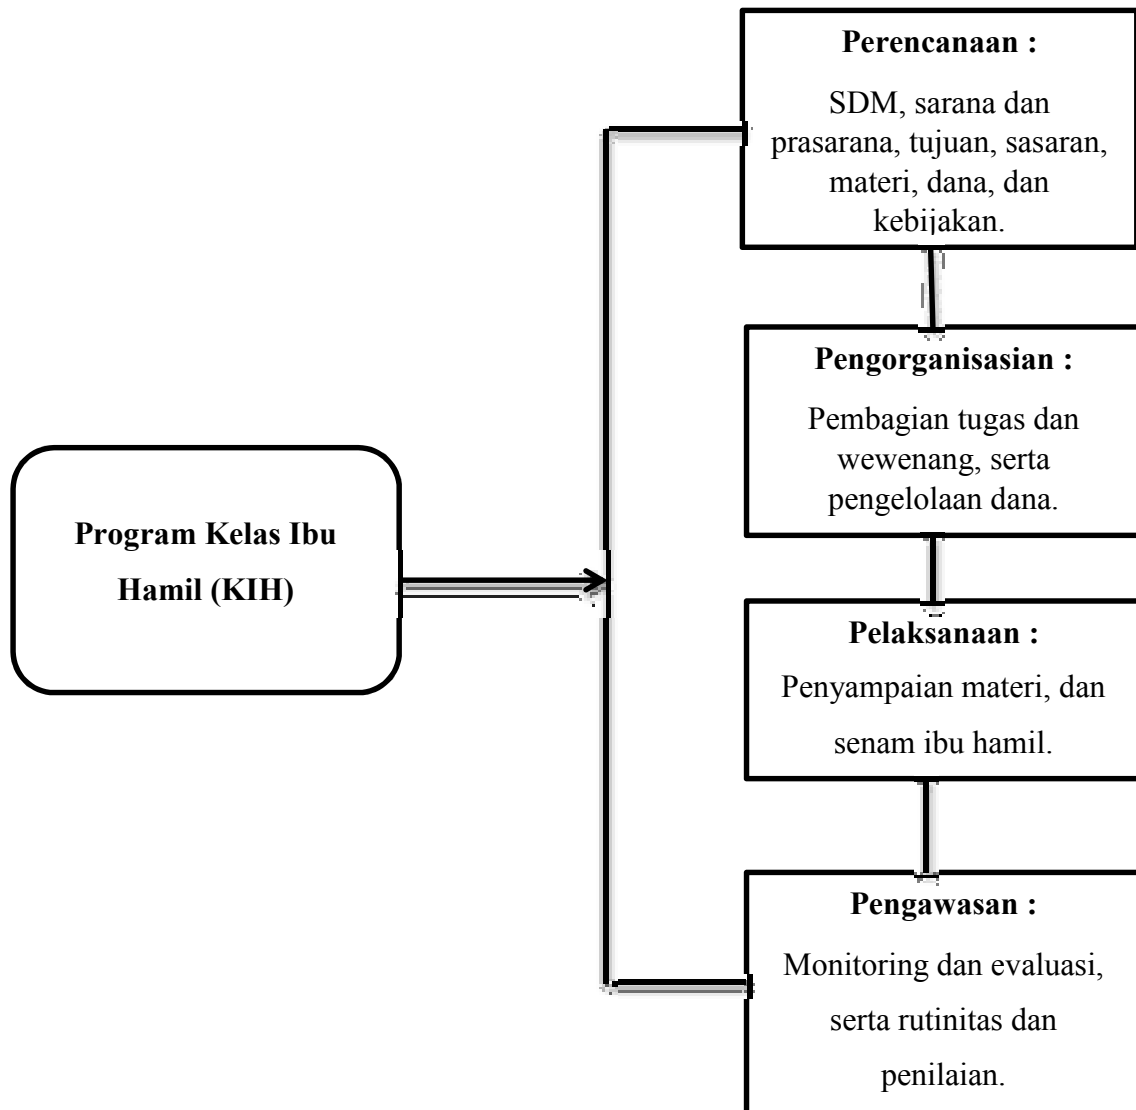 Perencanaan :
SDM, sarana dan
prasarana, tujuan, sasaran,
materi, dana, dan
kebijakan.
Pengorganisasian :
Pembagian tugas dan
wewenang, serta
pengelolaan dana.
Program Kelas Ibu
Hamil (KIH)
Pelaksanaan :
Penyampaian materi, dan
senam ibu hamil.
Pengawasan :
Monitoring dan evaluasi,
serta rutinitas dan
penilaian.